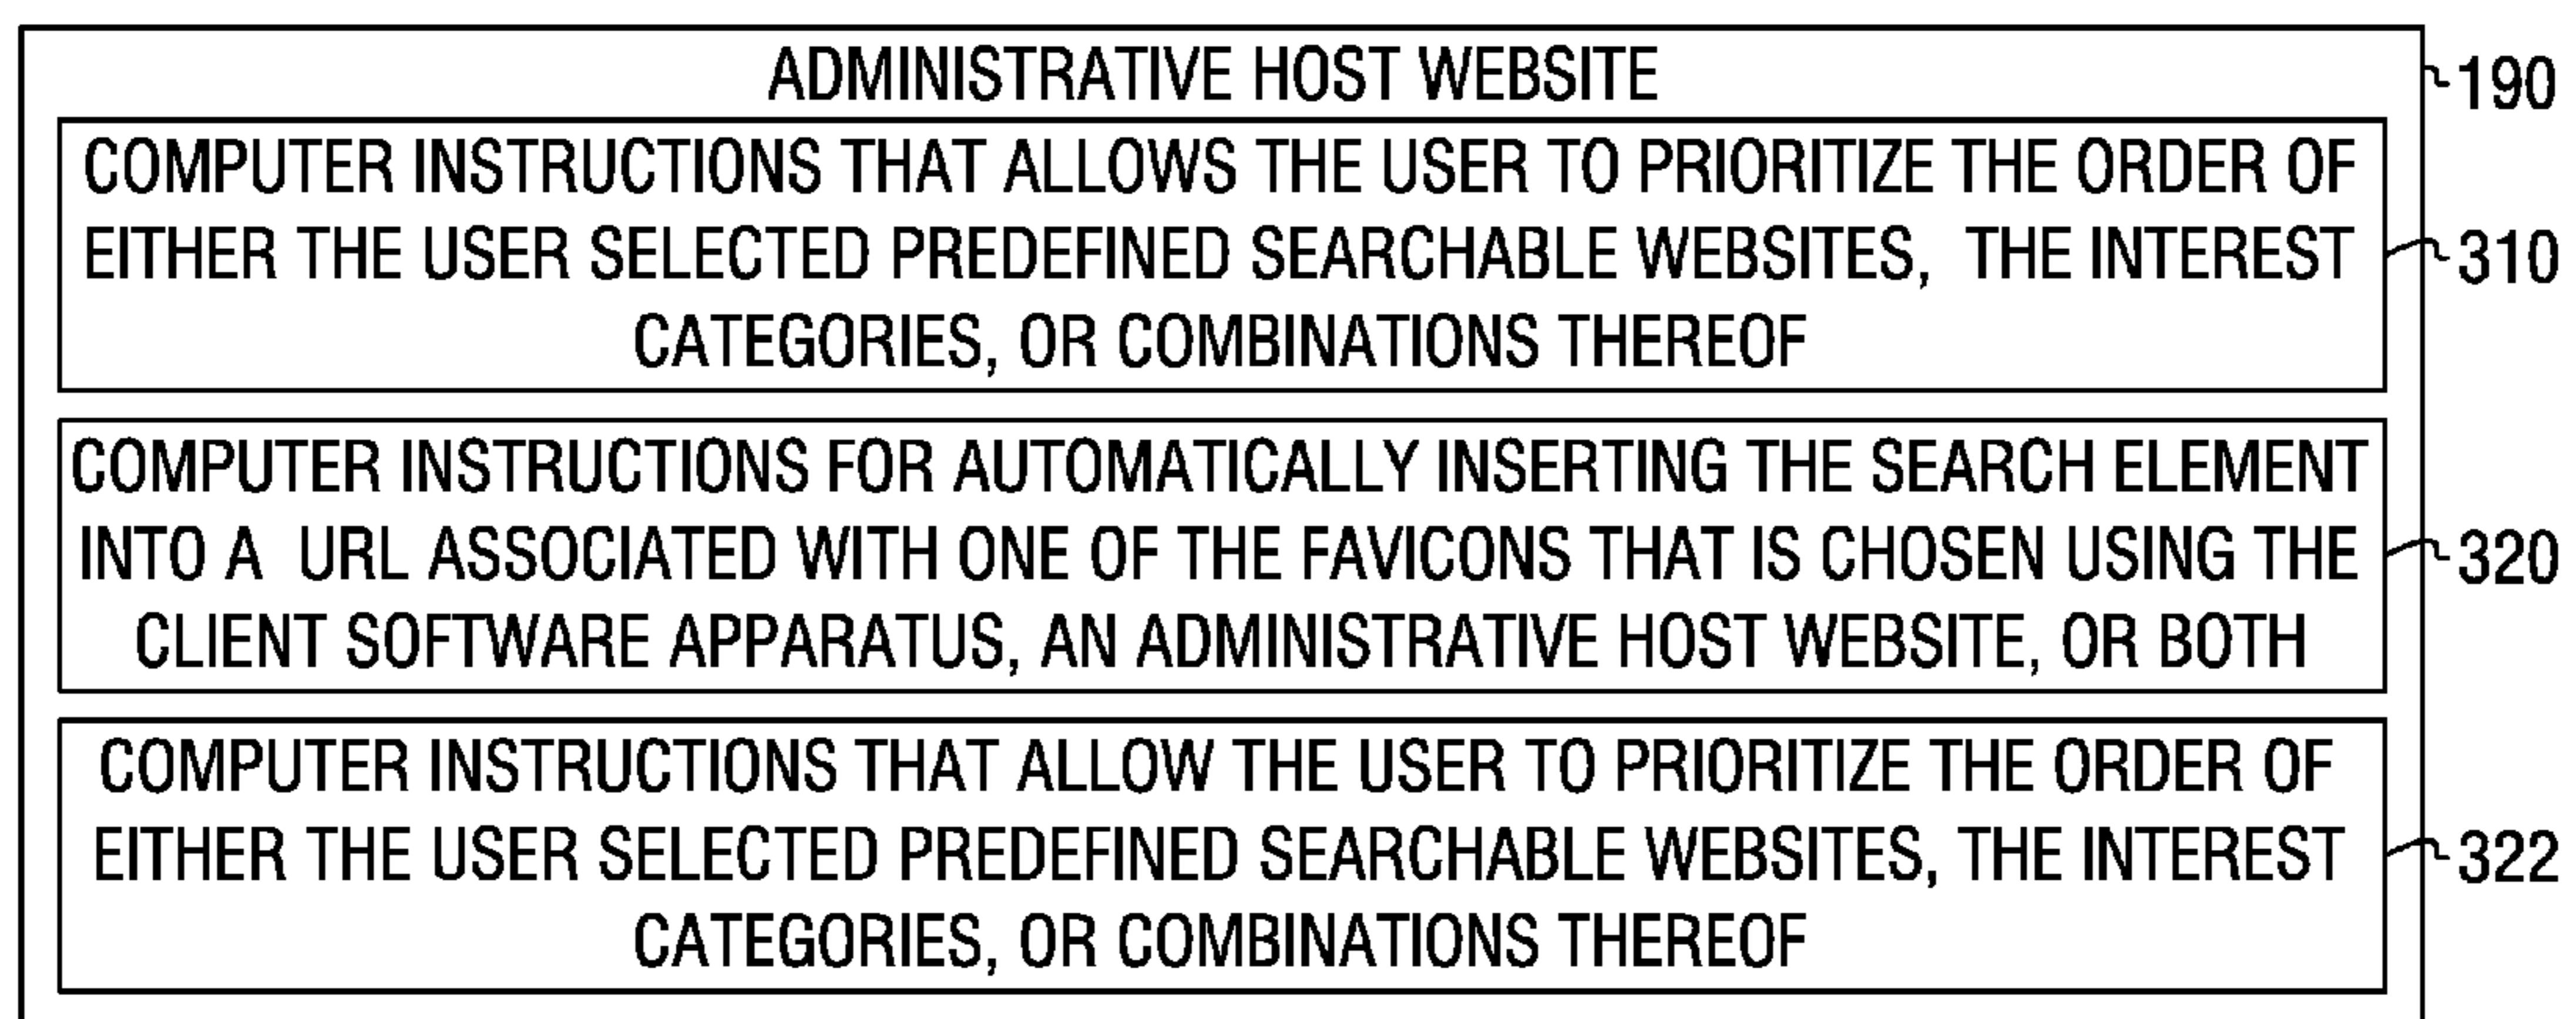 ADMINISTRATIVE HOST WEBSITE
190
COMPUTER INSTRUCTIONS THAT ALLOWS THE USER TO PRIORITIZE THE ORDER OF
EITHER THE USER SELECTED PREDEFINED SEARCHABLE WEBSITES, THE INTEREST
CATEGORIES, OR COMBINATIONS THEREOF
310
COMPUTER INSTRUCTIONS FOR AUTOMATICALLY INSERTING THE SEARCH ELEMENT
INTO A URL ASSOCIATED WITH ONE OF THE FAVICONS THAT IS CHOSEN USING THE
CLIENT SOFTWARE APPARATUS, AN ADMINISTRATIVE HOST WEBSITE, OR BOTH
320
COMPUTER INSTRUCTIONS THAT ALLOW THE USER TO PRIORITIZE THE ORDER OF
EITHER THE USER SELECTED PREDEFINED SEARCHABLE WEBSITES, THE INTEREST
CATEGORIES, OR COMBINATIONS THEREOF
322